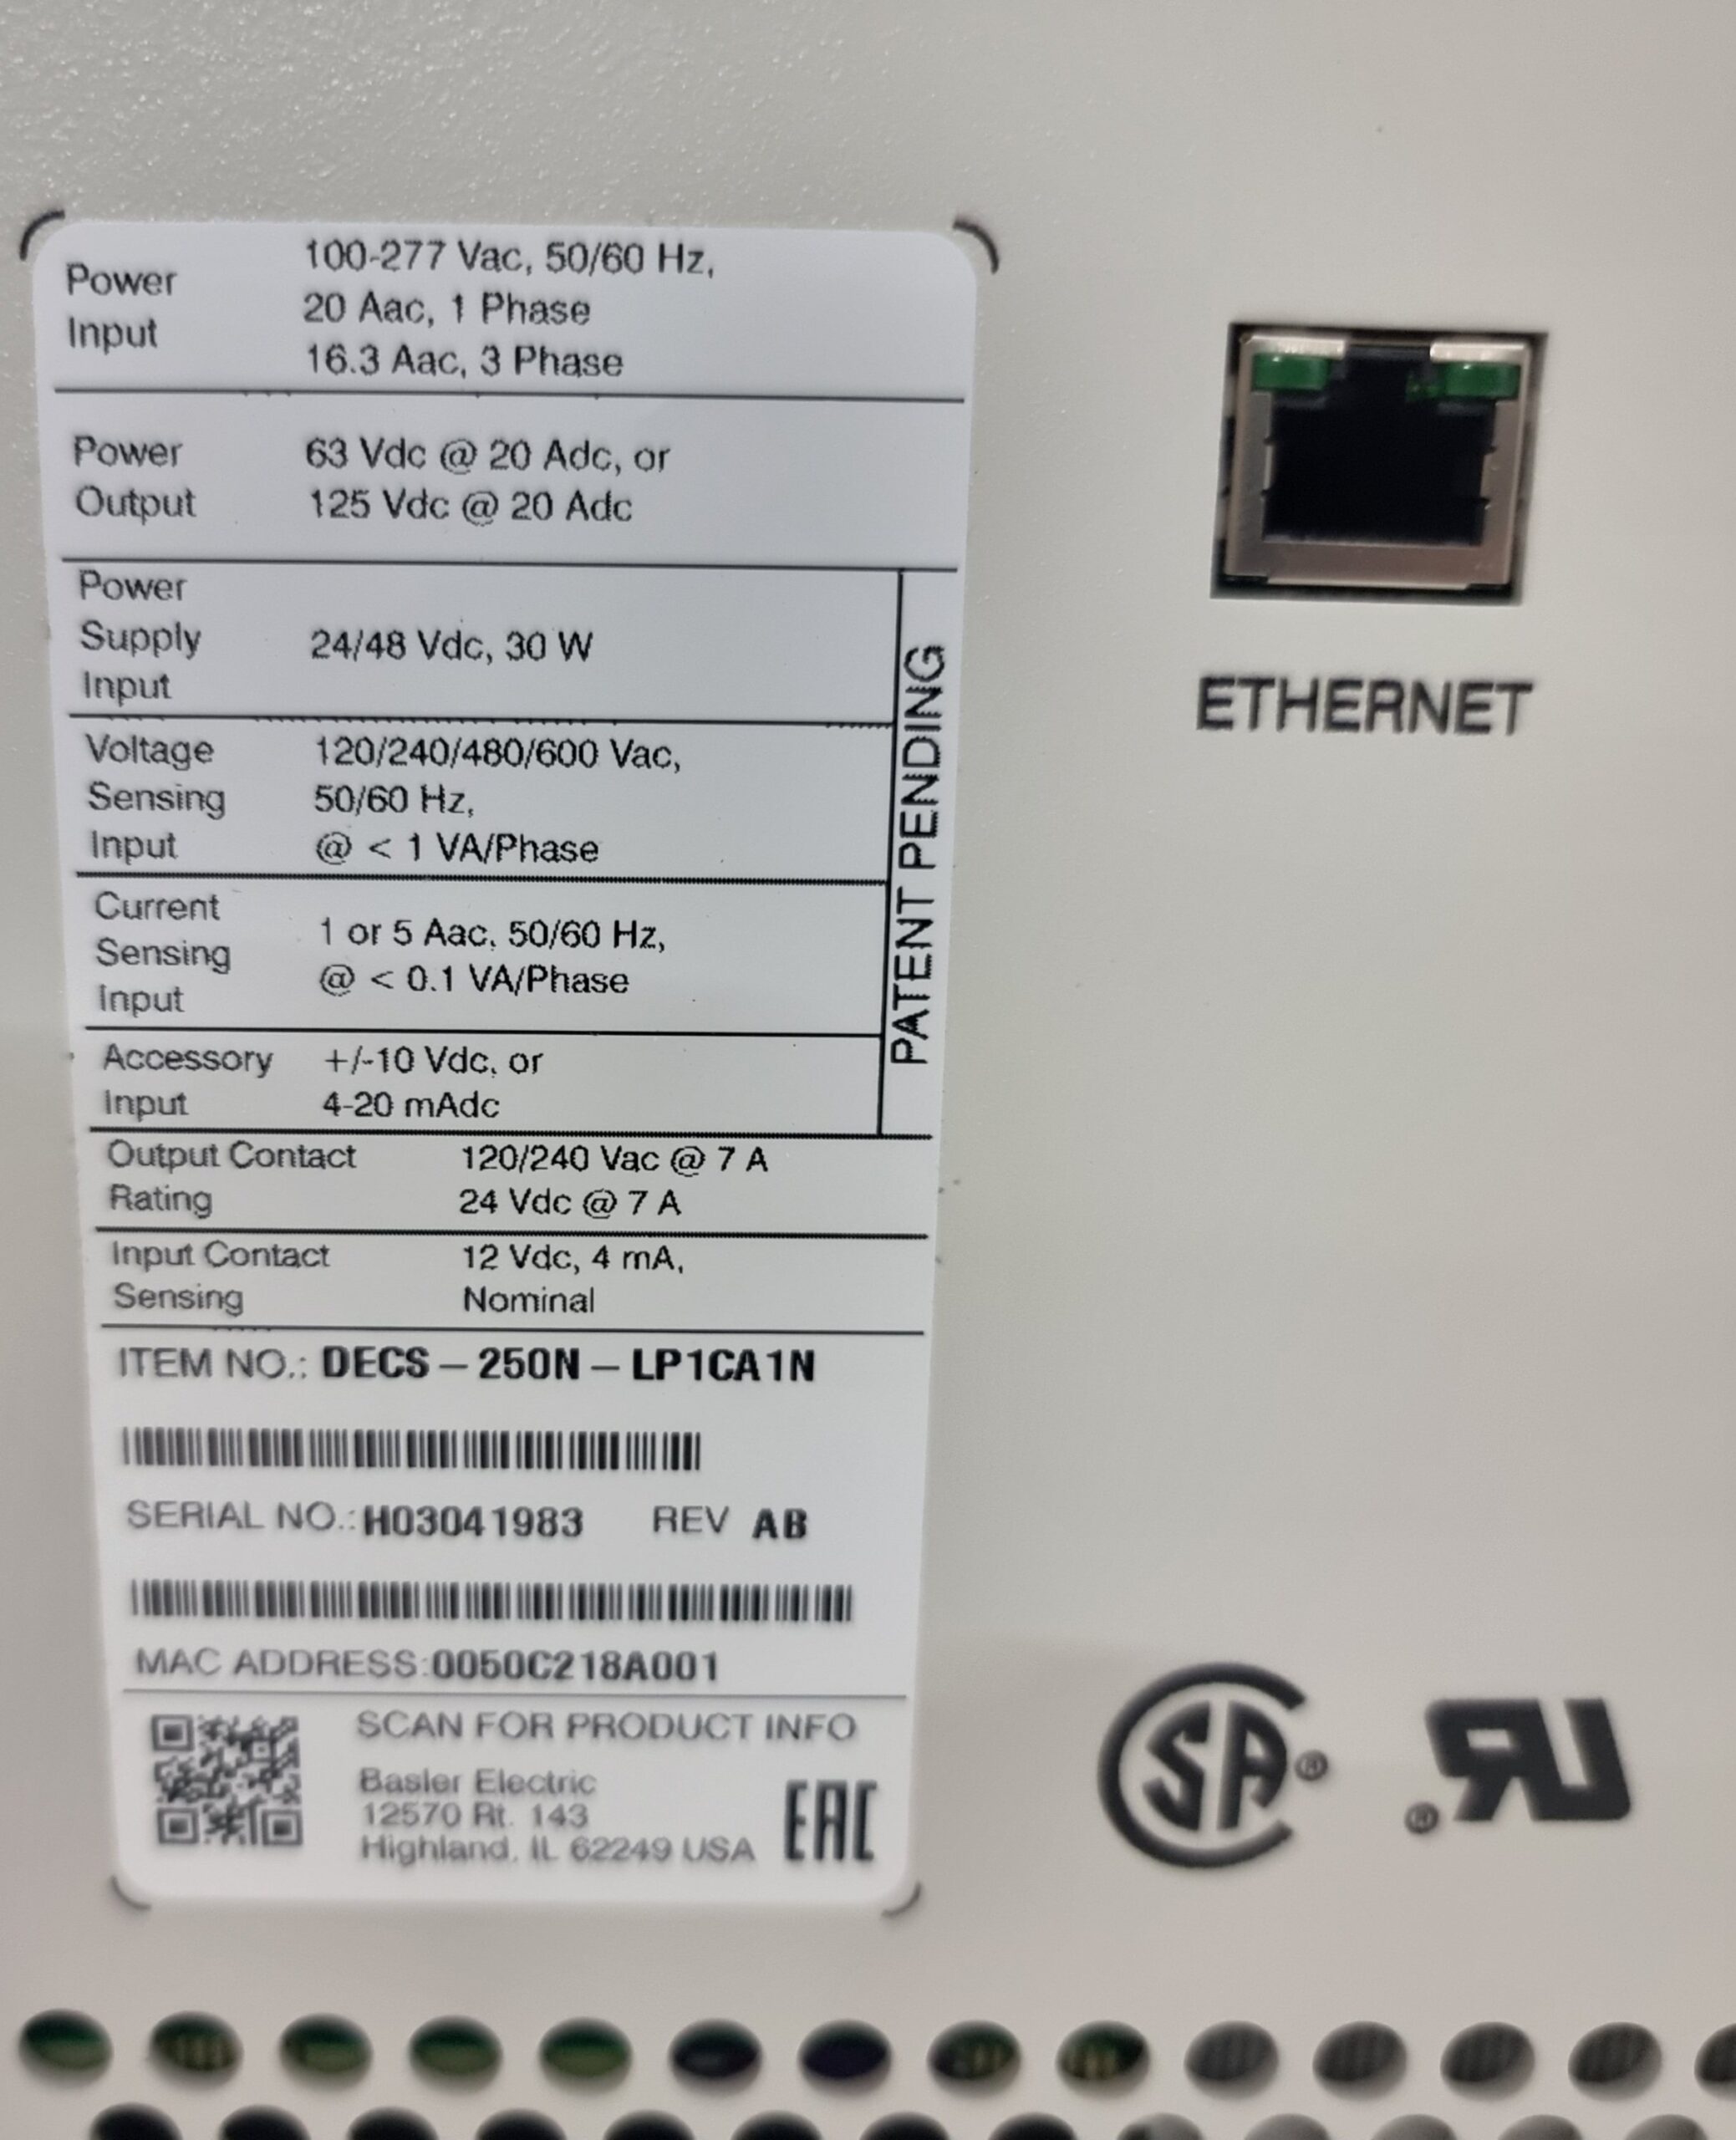 Power Input
100-277 Vac, 50/60 Hz,
20 Aac, 1 Phase
16.3 Aac, 3 Phase
Power Output
63 Vdc @ 20 Adc, or
125 Vdc @ 20 Adc
Power Supply Input
24/48 Vdc, 30 W
Voltage Sensing Input
120/240/480/600 Vac,
50/60 Hz,
@ < 1 VA/Phase
Current Sensing Input
1 or 5 Aac, 50/60 Hz,
@ < 0.1 VA/Phase
Accessory Input
+/-10 Vdc, or
4-20 mAdc
PATENT PENDING
Output Contact Rating
120/240 Vac @ 7 A
24 Vdc @ 7 A
Input Contact Sensing
12 Vdc, 4 mA,
Nominal
ITEM NO.: DECS – 250N – LP1CA1N
SERIAL NO.: H03041983 REV AB
MAC ADDRESS:0050C218A001
SCAN FOR PRODUCT INFO
Basler Electric
12570 Rt. 143
Highland, IL 62249 USA
EAC
ETHERNET
SA®
UR®